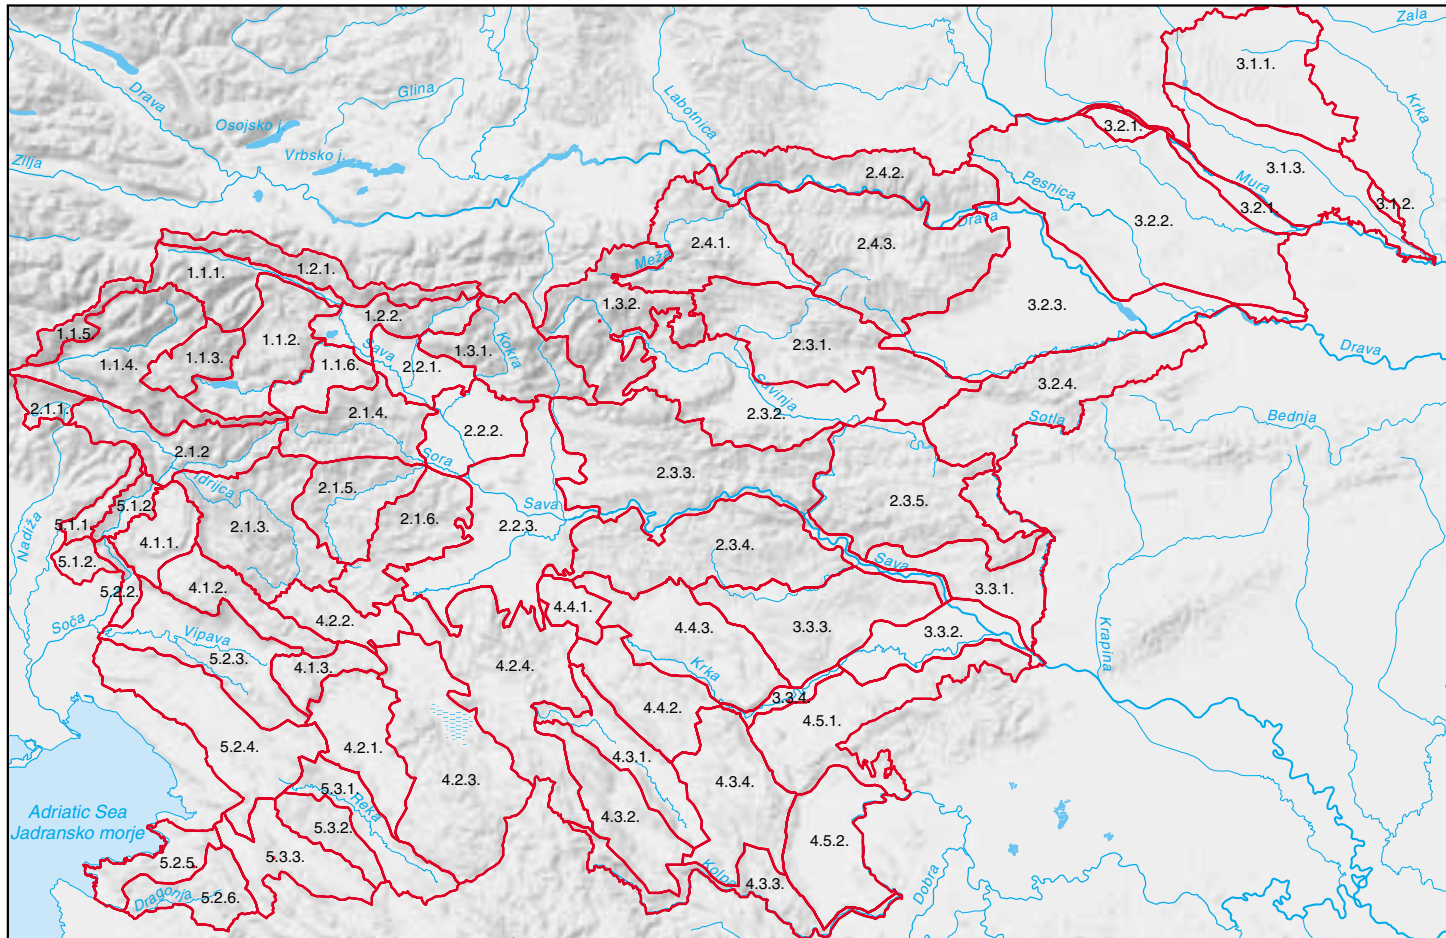 Zala
3.1.1.
Drava
Glina
Labotnica
Krka
Osojsko j.
3.2.1.
Vrbsko j.
Zilja
3.1.3.
2.4.2.
Pesnica
Mura
3.1.2.
3.2.1.
3.2.2.
Drava
2.4.1.
2.4.3.
Meža
1.2.1.
1.1.1.
1.3.2.
3.2.3.
1.2.2.
1.1.5.
1.1.2.
Kokra
Sava
1.3.1.
2.3.1.
Drava
1.1.3.
1.1.4.
1.1.6.
2.2.1.
3.2.4.
Savinja
2.1.1.
2.1.4.
2.3.2.
Sotla
Bednja
2.2.2.
2.1.2
Sora
2.3.3.
Idrijca
2.1.5.
5.1.2.
2.3.5.
Sava
5.1.1.
2.1.3.
2.1.6.
2.2.3.
Nadiža
4.1.1.
2.3.4.
5.1.2.
Sava
5.2.2.
4.1.2.
3.3.1.
4.4.1.
Soča
4.2.2.
4.4.3.
3.3.3.
3.3.2.
Vipava
Krapina
5.2.3.
4.1.3.
4.2.4.
Krka
3.3.4.
4.4.2.
4.5.1.
5.2.4.
4.2.1.
4.3.1.
4.2.3.
4.3.4.
5.3.1.
Reka
Adriatic Sea
Jadransko morje
4.3.2.
5.3.2.
4.5.2.
5.2.5.
5.3.3.
Kolpa
4.3.3.
Dobra
Dragonja
5.2.6.